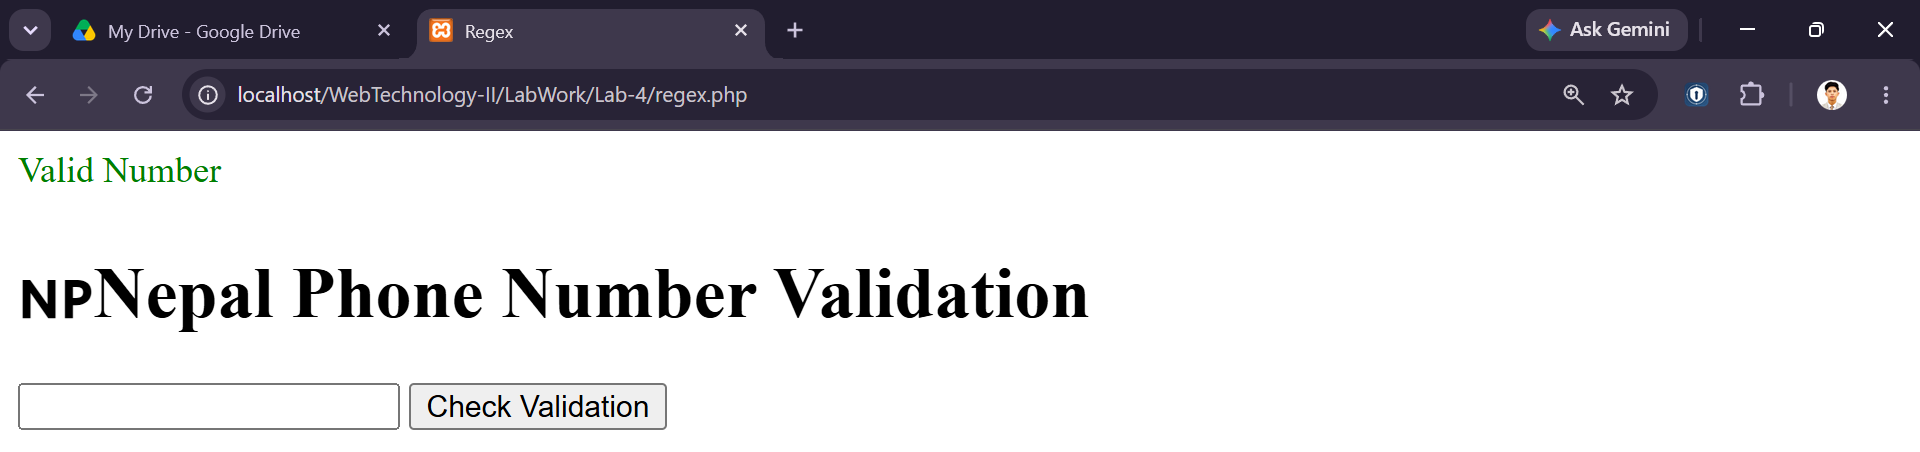 My Drive - Google Drive
Regex
Ask Gemini
localhost/WebTechnology-II/LabWork/Lab-4/regex.php
Valid Number
NPNepal Phone Number Validation
Check Validation